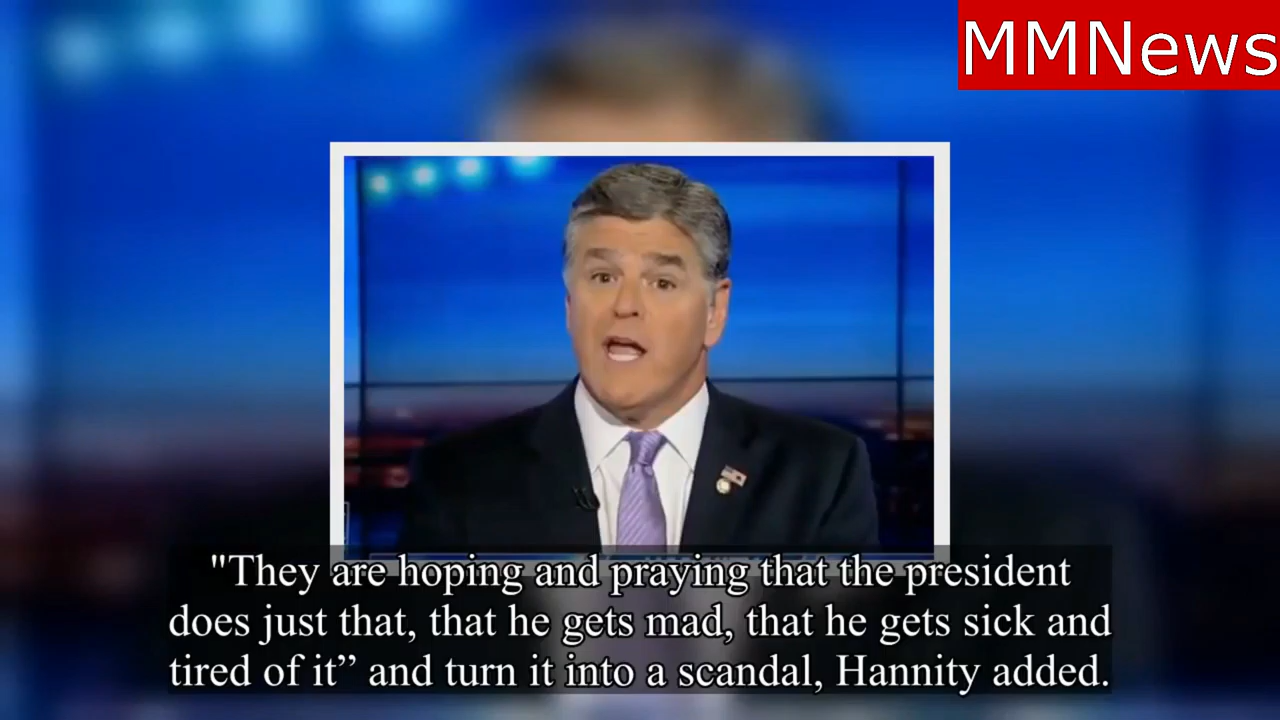 MMNews
"They are hoping and praying that the president
does just that, that he gets mad, that he gets sick and
tired of it” and turn it into a scandal, Hannity added.